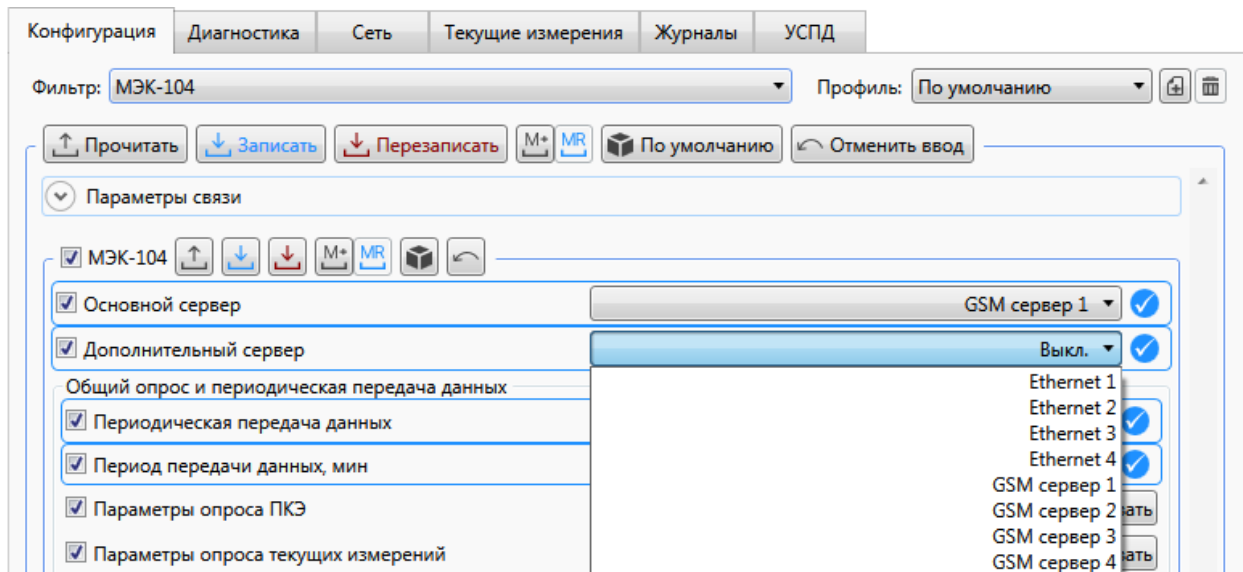 Конфигурация Диагностика Сеть Текущие измерения Журналы УСПД
Фильтр: МЭК-104 Профиль: По умолчанию
Прочитать Записать Перезаписать M+ MR По умолчанию Отменить ввод
Параметры связи
МЭК-104 M+ MR
Основной сервер GSM сервер 1
Дополнительный сервер Выкл.
Ethernet 1
Общий опрос и периодическая передача данных
Ethernet 2
Периодическая передача данных
Ethernet 3
Ethernet 4
Период передачи данных, мин
GSM сервер 1
Параметры опроса ПКЭ GSM сервер 2 ать
GSM сервер 3
Параметры опроса текущих измерений GSM сервер 4 ать